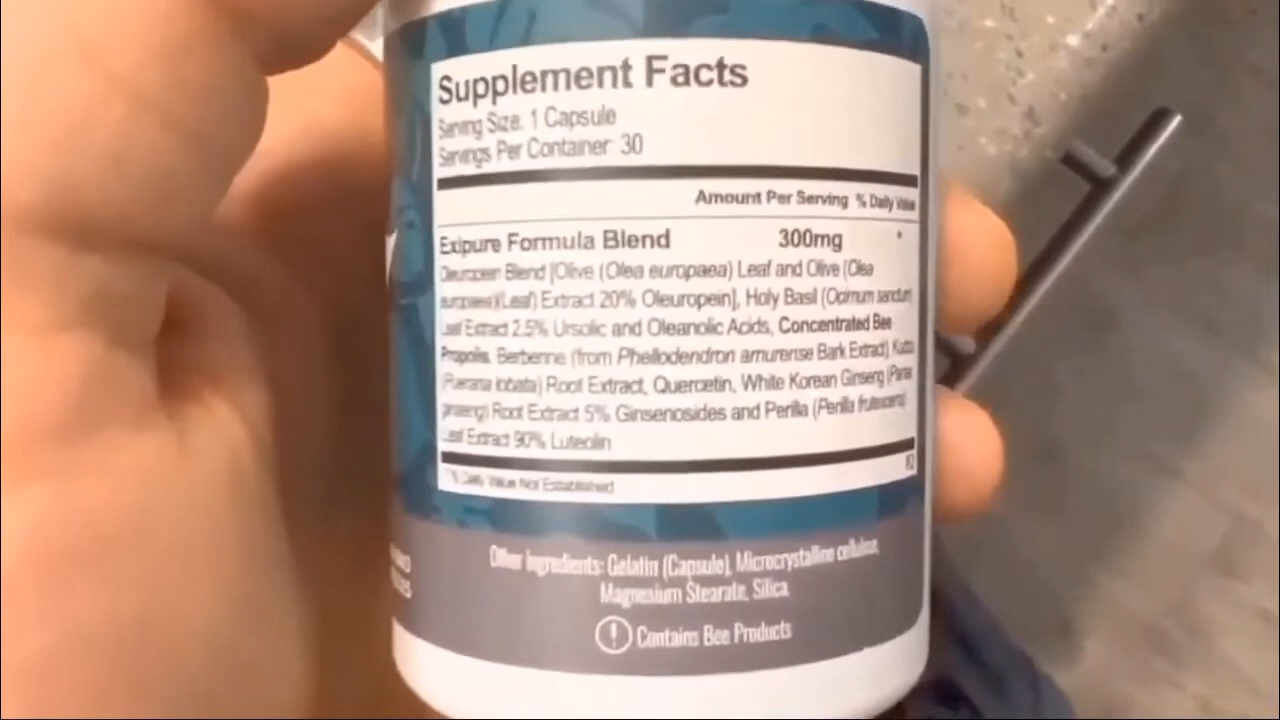 Supplement Facts
Serving Size: 1 Capsule
Servings Per Container: 30
Amount Per Serving % Daily Value
Exipure Formula Blend 300mg *
Oleuropein Blend [Olive (Olea europaea) Leaf and Olive (Olea
europaea)(Leaf) Extract 20% Oleuropein], Holy Basil (Ocimum sanctum)
Leaf Extract 2.5% Ursolic and Oleanolic Acids, Concentrated Bee
Propolis, Berberine (from Phellodendron amurense Bark Extract),
Root Extract, Quercetin, White Korean Ginseng (Panax
ginseng) Root Extract 5% Ginsenosides and Perilla (Perilla frutescens)
Leaf Extract 90% Luteolin
*% Daily Value Not Established
Other ingredients: Gelatin (Capsule), Microcrystalline cellulose,
Magnesium Stearate, Silica
! Contains Bee Products